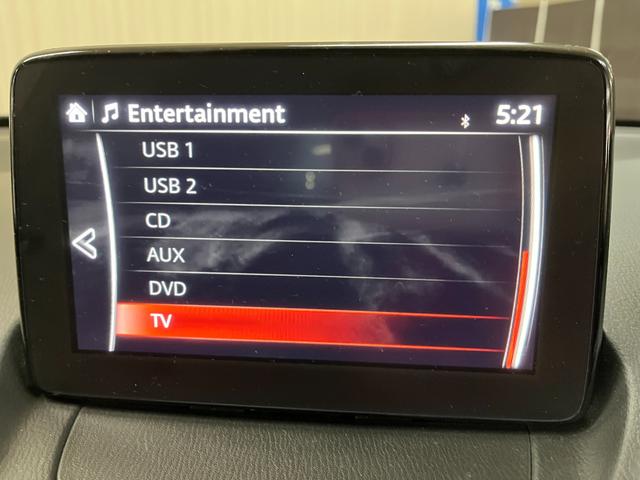 Entertainment 5:21
USB 1
USB 2
CD
AUX
DVD
TV